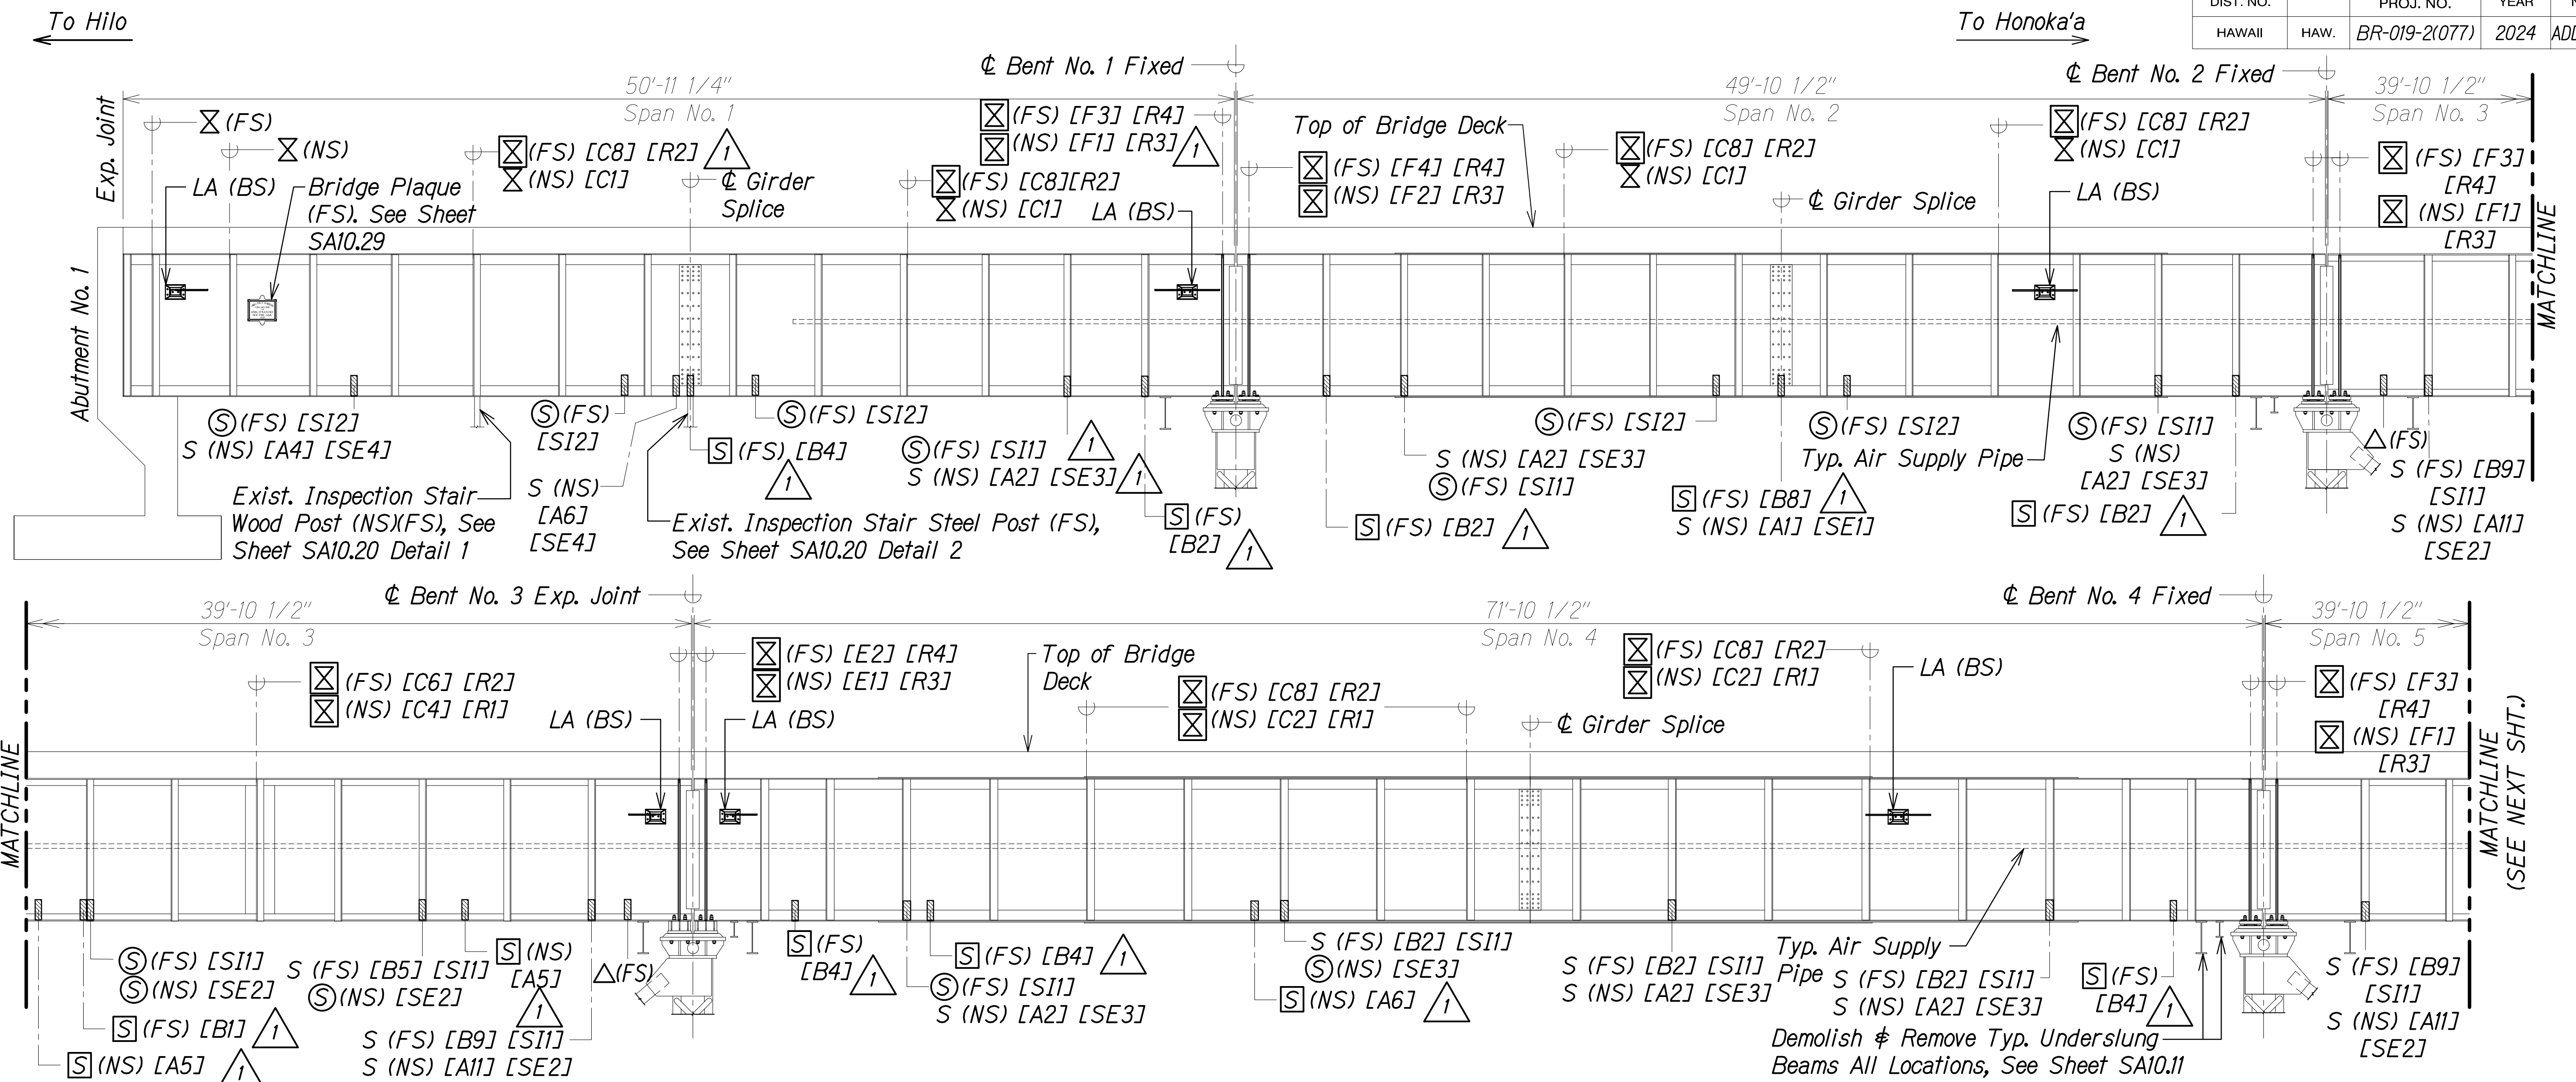 To Hilo
To Honoka'a
DIST. NO.
PROJ. NO.
YEAR
HAWAII
HAW.
BR-019-2(077)
2024
Exp. Joint
50'-11 1/4"
Span No. 1
℄ Bent No. 1 Fixed
49'-10 1/2"
Span No. 2
℄ Bent No. 2 Fixed
39'-10 1/2"
Span No. 3
(FS)
(NS)
LA (BS)
Bridge Plaque
(FS). See Sheet
SA10.29
(FS) [C8] [R2] 1
(NS) [C1]
℄ Girder
Splice
(FS) [C8][R2]
(NS) [C1]
(FS) [F3] [R4]
(NS) [F1] [R3] 1
LA (BS)
(FS) [F4] [R4]
(NS) [F2] [R3]
Top of Bridge Deck
(FS) [C8] [R2]
(NS) [C1]
℄ Girder Splice
(FS) [C8] [R2]
(NS) [C1]
LA (BS)
(FS) [F3]
[R4]
(NS) [F1]
[R3]
MATCHLINE
Abutment No. 1
S (FS) [SI2]
S (NS) [A4] [SE4]
Exist. Inspection Stair
Wood Post (NS)(FS), See
Sheet SA10.20 Detail 1
S (FS)
[SI2]
S (NS)
[A6]
[SE4]
S (FS) [B4]
1
Exist. Inspection Stair Steel Post (FS),
See Sheet SA10.20 Detail 2
S (FS) [SI2]
S (FS) [SI1] 1
S (NS) [A2] [SE3] 1
S (FS)
[B2] 1
S (FS) [B2] 1
S (NS) [A2] [SE3]
S (FS) [SI1]
S (FS) [SI2]
S (FS) [B8] 1
S (NS) [A1] [SE1]
S (FS) [SI2]
Typ. Air Supply Pipe
S (FS) [SI1]
S (NS)
[A2] [SE3]
S (FS) [B2] 1
(FS)
S (FS) [B9]
[SI1]
S (NS) [A11]
[SE2]
39'-10 1/2"
Span No. 3
℄ Bent No. 3 Exp. Joint
71'-10 1/2"
Span No. 4
℄ Bent No. 4 Fixed
39'-10 1/2"
Span No. 5
MATCHLINE
(FS) [C6] [R2]
(NS) [C4] [R1]
LA (BS)
(FS) [E2] [R4]
(NS) [E1] [R3]
LA (BS)
Top of Bridge
Deck
(FS) [C8] [R2]
(NS) [C2] [R1]
℄ Girder Splice
(FS) [C8] [R2]
(NS) [C2] [R1]
LA (BS)
(FS) [F3]
[R4]
(NS) [F1]
[R3]
MATCHLINE
(SEE NEXT SHT.)
S (FS) [SI1]
S (NS) [SE2]
S (FS) [B1] 1
S (NS) [A5] 1
S (FS) [B5] [SI1]
S (NS) [SE2]
S (FS) [B9] [SI1]
S (NS) [A11] [SE2]
S (NS)
[A5]
1
(FS)
S (FS)
[B4] 1
S (FS) [B4] 1
S (FS) [SI1]
S (NS) [A2] [SE3]
S (FS) [B2] [SI1]
S (NS) [SE3]
S (NS) [A6] 1
S (FS) [B2] [SI1]
S (NS) [A2] [SE3]
Typ. Air Supply
Pipe
S (FS) [B2] [SI1]
S (NS) [A2] [SE3]
S (FS)
[B4] 1
Demolish & Remove Typ. Underslung
Beams All Locations, See Sheet SA10.11
S (FS) [B9]
[SI1]
S (NS) [A11]
[SE2]